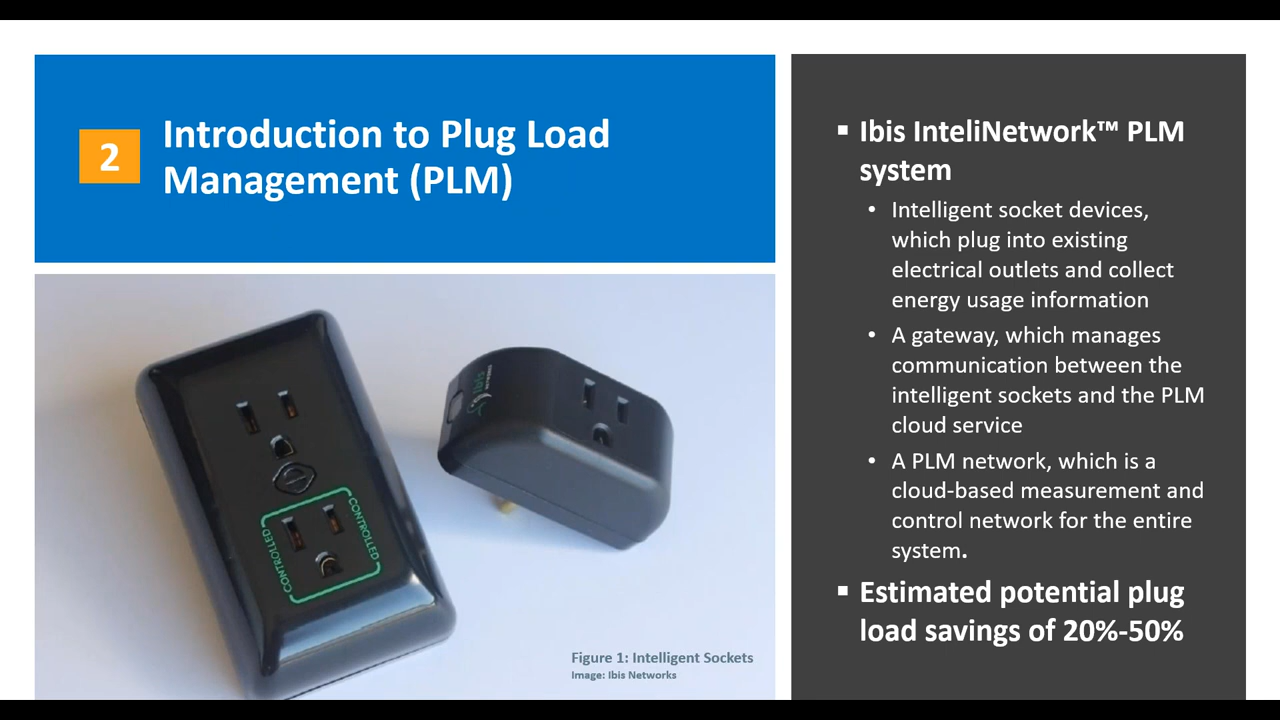 2
Introduction to Plug Load
Management (PLM)
ibis
NETWORKS
CONTROLLED
CONTROLLED
Figure 1: Intelligent Sockets
Image: Ibis Networks
▪ Ibis InteliNetwork™ PLM
system
• Intelligent socket devices,
which plug into existing
electrical outlets and collect
energy usage information
• A gateway, which manages
communication between the
intelligent sockets and the PLM
cloud service
• A PLM network, which is a
cloud-based measurement and
control network for the entire
system.
▪ Estimated potential plug
load savings of 20%-50%